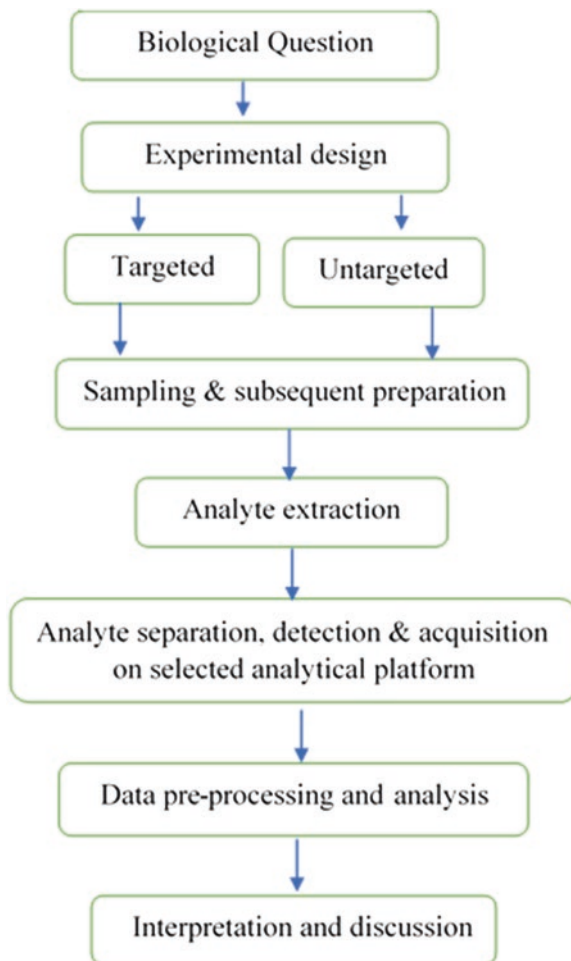 Biological Question
Experimental design
Targeted
Untargeted
Sampling & subsequent preparation
Analyte extraction
Analyte separation, detection & acquisition
on selected analytical platform
Data pre-processing and analysis
Interpretation and discussion